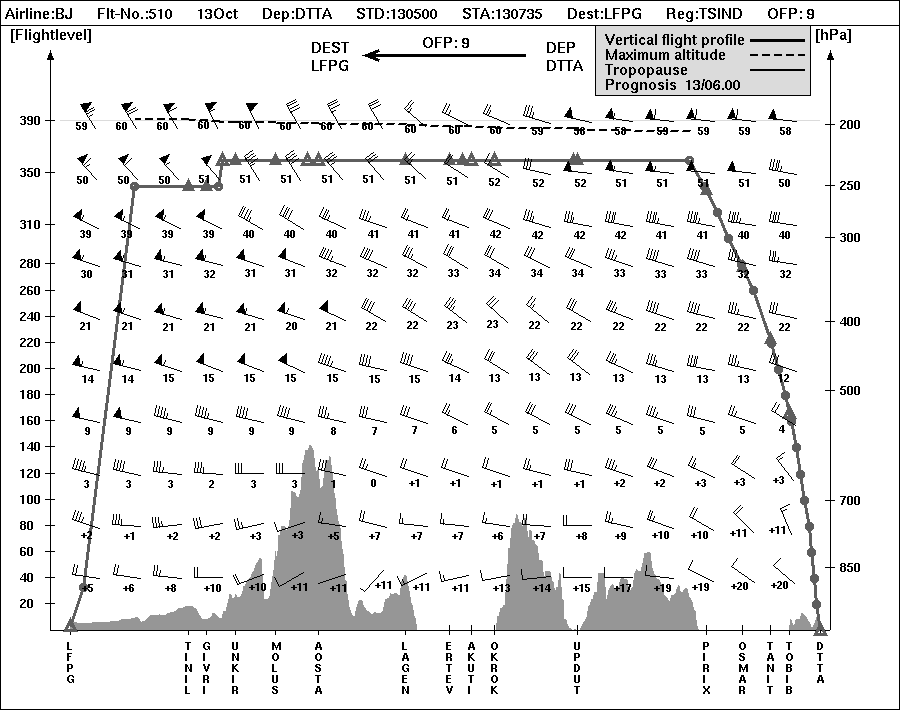 Airline:BJ Flt-No.:510 13Oct Dep:DTTA STD:130500 STA:130735 Dest:LFPG Reg:TSIND OFP: 9
[Flightlevel] [hPa]
OFP: 9
DEST DEP
LFPG DTTA
Vertical flight profile
Maximum altitude
Tropopause
Prognosis 13/06.00
390 200
59 60 60 60 60 60 60 60 60 60 60 59 58 58 59 59 59 58
350 250
50 50 50 51 51 51 51 51 51 51 52 52 52 51 51 51 51 50
310 300
39 39 39 39 40 40 40 41 41 41 42 42 42 42 41 41 40 40
280
30 31 31 32 31 31 32 32 32 33 34 34 34 33 33 33 32 32
260
240 400
21 21 21 21 21 20 21 22 22 23 23 22 22 22 22 22 22 22
220
200 500
14 14 15 15 15 15 15 15 15 14 13 13 13 13 13 13 13 12
180
160
9 9 9 9 9 9 8 7 7 6 5 5 5 5 5 5 5 4
140
120
3 3 3 2 3 3 1 0 +1 +1 +1 +1 +1 +2 +2 +3 +3 +3
100 700
80
+2 +1 +2 +2 +3 +3 +5 +7 +7 +7 +6 +7 +8 +9 +10 +10 +11 +11
60 850
40
+5 +6 +8 +10 +10 +11 +11 +11 +11 +11 +13 +14 +15 +17 +19 +19 +20 +20
20
LFPG
TINIL
GIVRI
UNKIR
MOLUS
AOSTA
LAGEN
ERTEV
AKUTI
OKROK
UPDUT
PIRIX
OSMAR
TANIT
TOBIB
DTTA